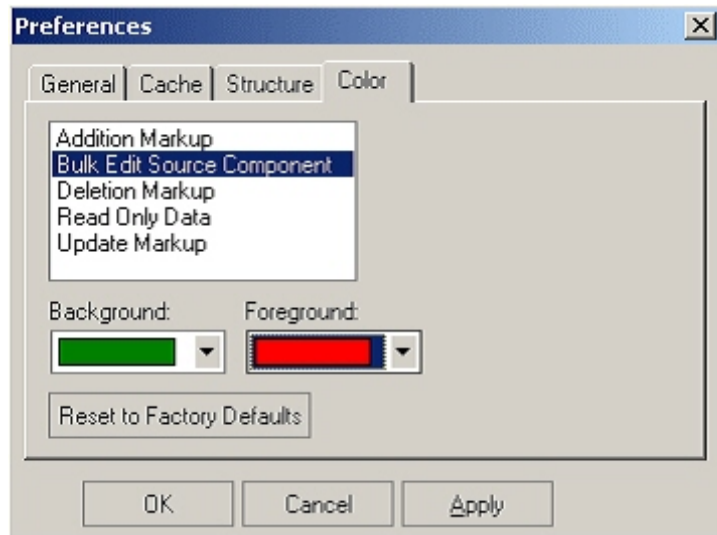 Preferences
General Cache Structure Color
Addition Markup
Bulk Edit Source Component
Deletion Markup
Read Only Data
Update Markup
Background: Foreground:
Reset to Factory Defaults
OK Cancel Apply